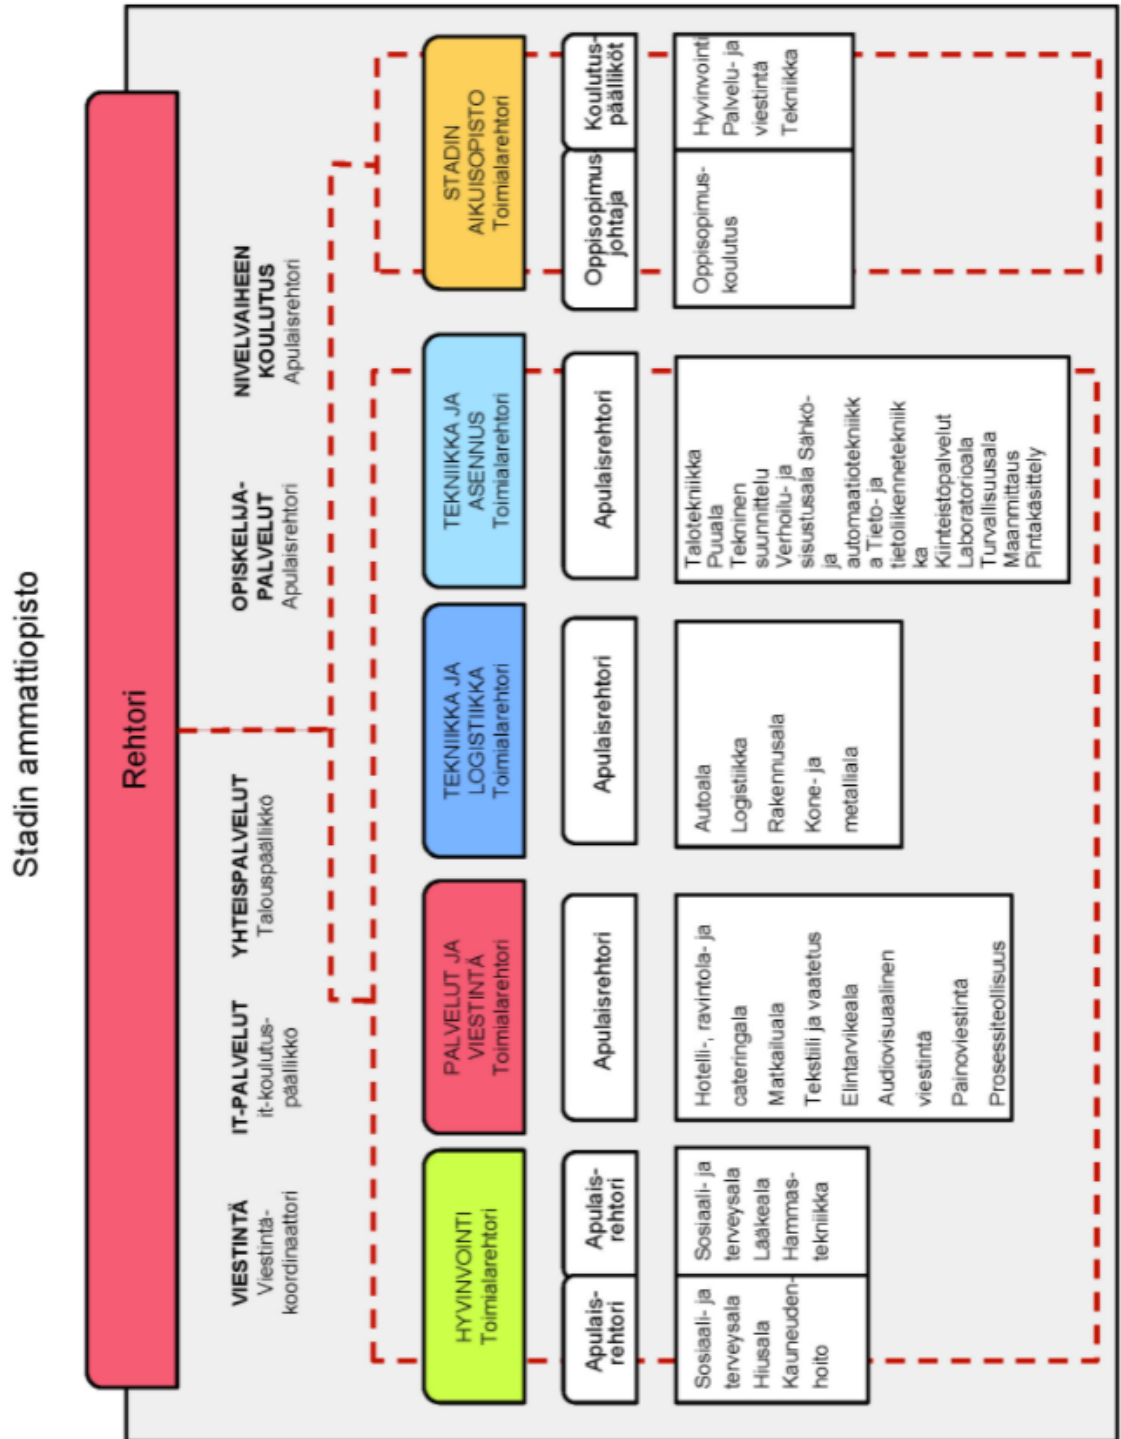 Stadin ammattiopisto
Rehtori
VIESTINTÄ
Viestintä-
koordinaattori
IT-PALVELUT
it-koulutus-
päällikkö
YHTEISPALVELUT
Talouspäällikkö
OPISKELIJA-
PALVELUT
Apulaisrehtori
NIVELVAIHEEN
KOULUTUS
Apulaisrehtori
HYVINVOINTI
Toimialarehtori
PALVELUT JA
VIESTINTÄ
Toimialarehtori
TEKNIIKKA JA
LOGISTIIKKA
Toimialarehtori
TEKNIIKKA JA
ASENNUS
Toimialarehtori
STADIN
AIKUISOPISTO
Toimialarehtori
Apulais-
rehtori
Apulais-
rehtori
Apulaisrehtori
Apulaisrehtori
Apulaisrehtori
Oppisopimus-
johtaja
Koulutus-
päälliköt
Sosiaali- ja
terveysala
Hiusala
Kauneuden-
hoito
Sosiaali- ja
terveysala
Lääkeala
Hammas-
tekniikka
Hotelli-, ravintola- ja
cateringala
Matkailuala
Tekstiili ja vaatetus
Elintarvikeala
Audiovisuaalinen
viestintä
Painoviestintä
Prosessiteollisuus
Autoala
Logistiikka
Rakennusala
Kone- ja
metalliala
Talotekniikka
Puuala
Tekninen
suunnittelu
Verhoilu- ja
sisustusala Sähkö-
ja
automaatiotekniikk
a Tieto- ja
tietoliikennetekniik
ka
Kiinteistöpalvelut
Laboratorioala
Turvallisuusala
Maanmittaus
Pintakäsittely
Oppisopimus-
koulutus
Hyvinvointi
Palvelu- ja
viestintä
Tekniikka